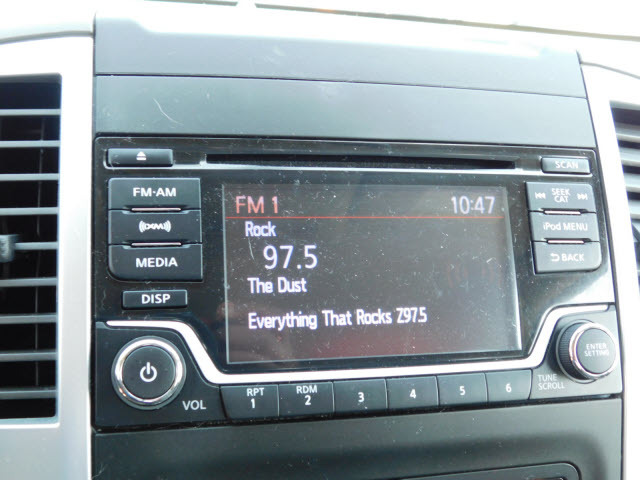 SCAN
FM·AM
SEEK
CAT
FM 1 10:47
Rock
((XM))
iPod MENU
97.5
MEDIA
BACK
The Dust
DISP
Everything That Rocks Z97.5
ENTER
SETTING
VOL
RPT
1
RDM
2
3
4
5
6
TUNE
SCROLL